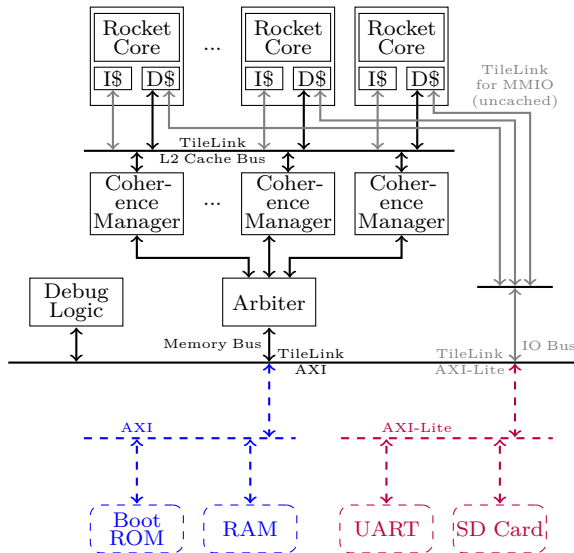 Rocket
Core
I$ D$
...
Rocket
Core
I$ D$
Rocket
Core
I$ D$
TileLink
for MMIO
(uncached)
TileLink
L2 Cache Bus
Coher-
ence
Manager
...
Coher-
ence
Manager
Coher-
ence
Manager
Debug
Logic
Arbiter
Memory Bus
TileLink
AXI
IO Bus
TileLink
AXI-Lite
AXI
AXI-Lite
Boot
ROM
RAM
UART
SD Card